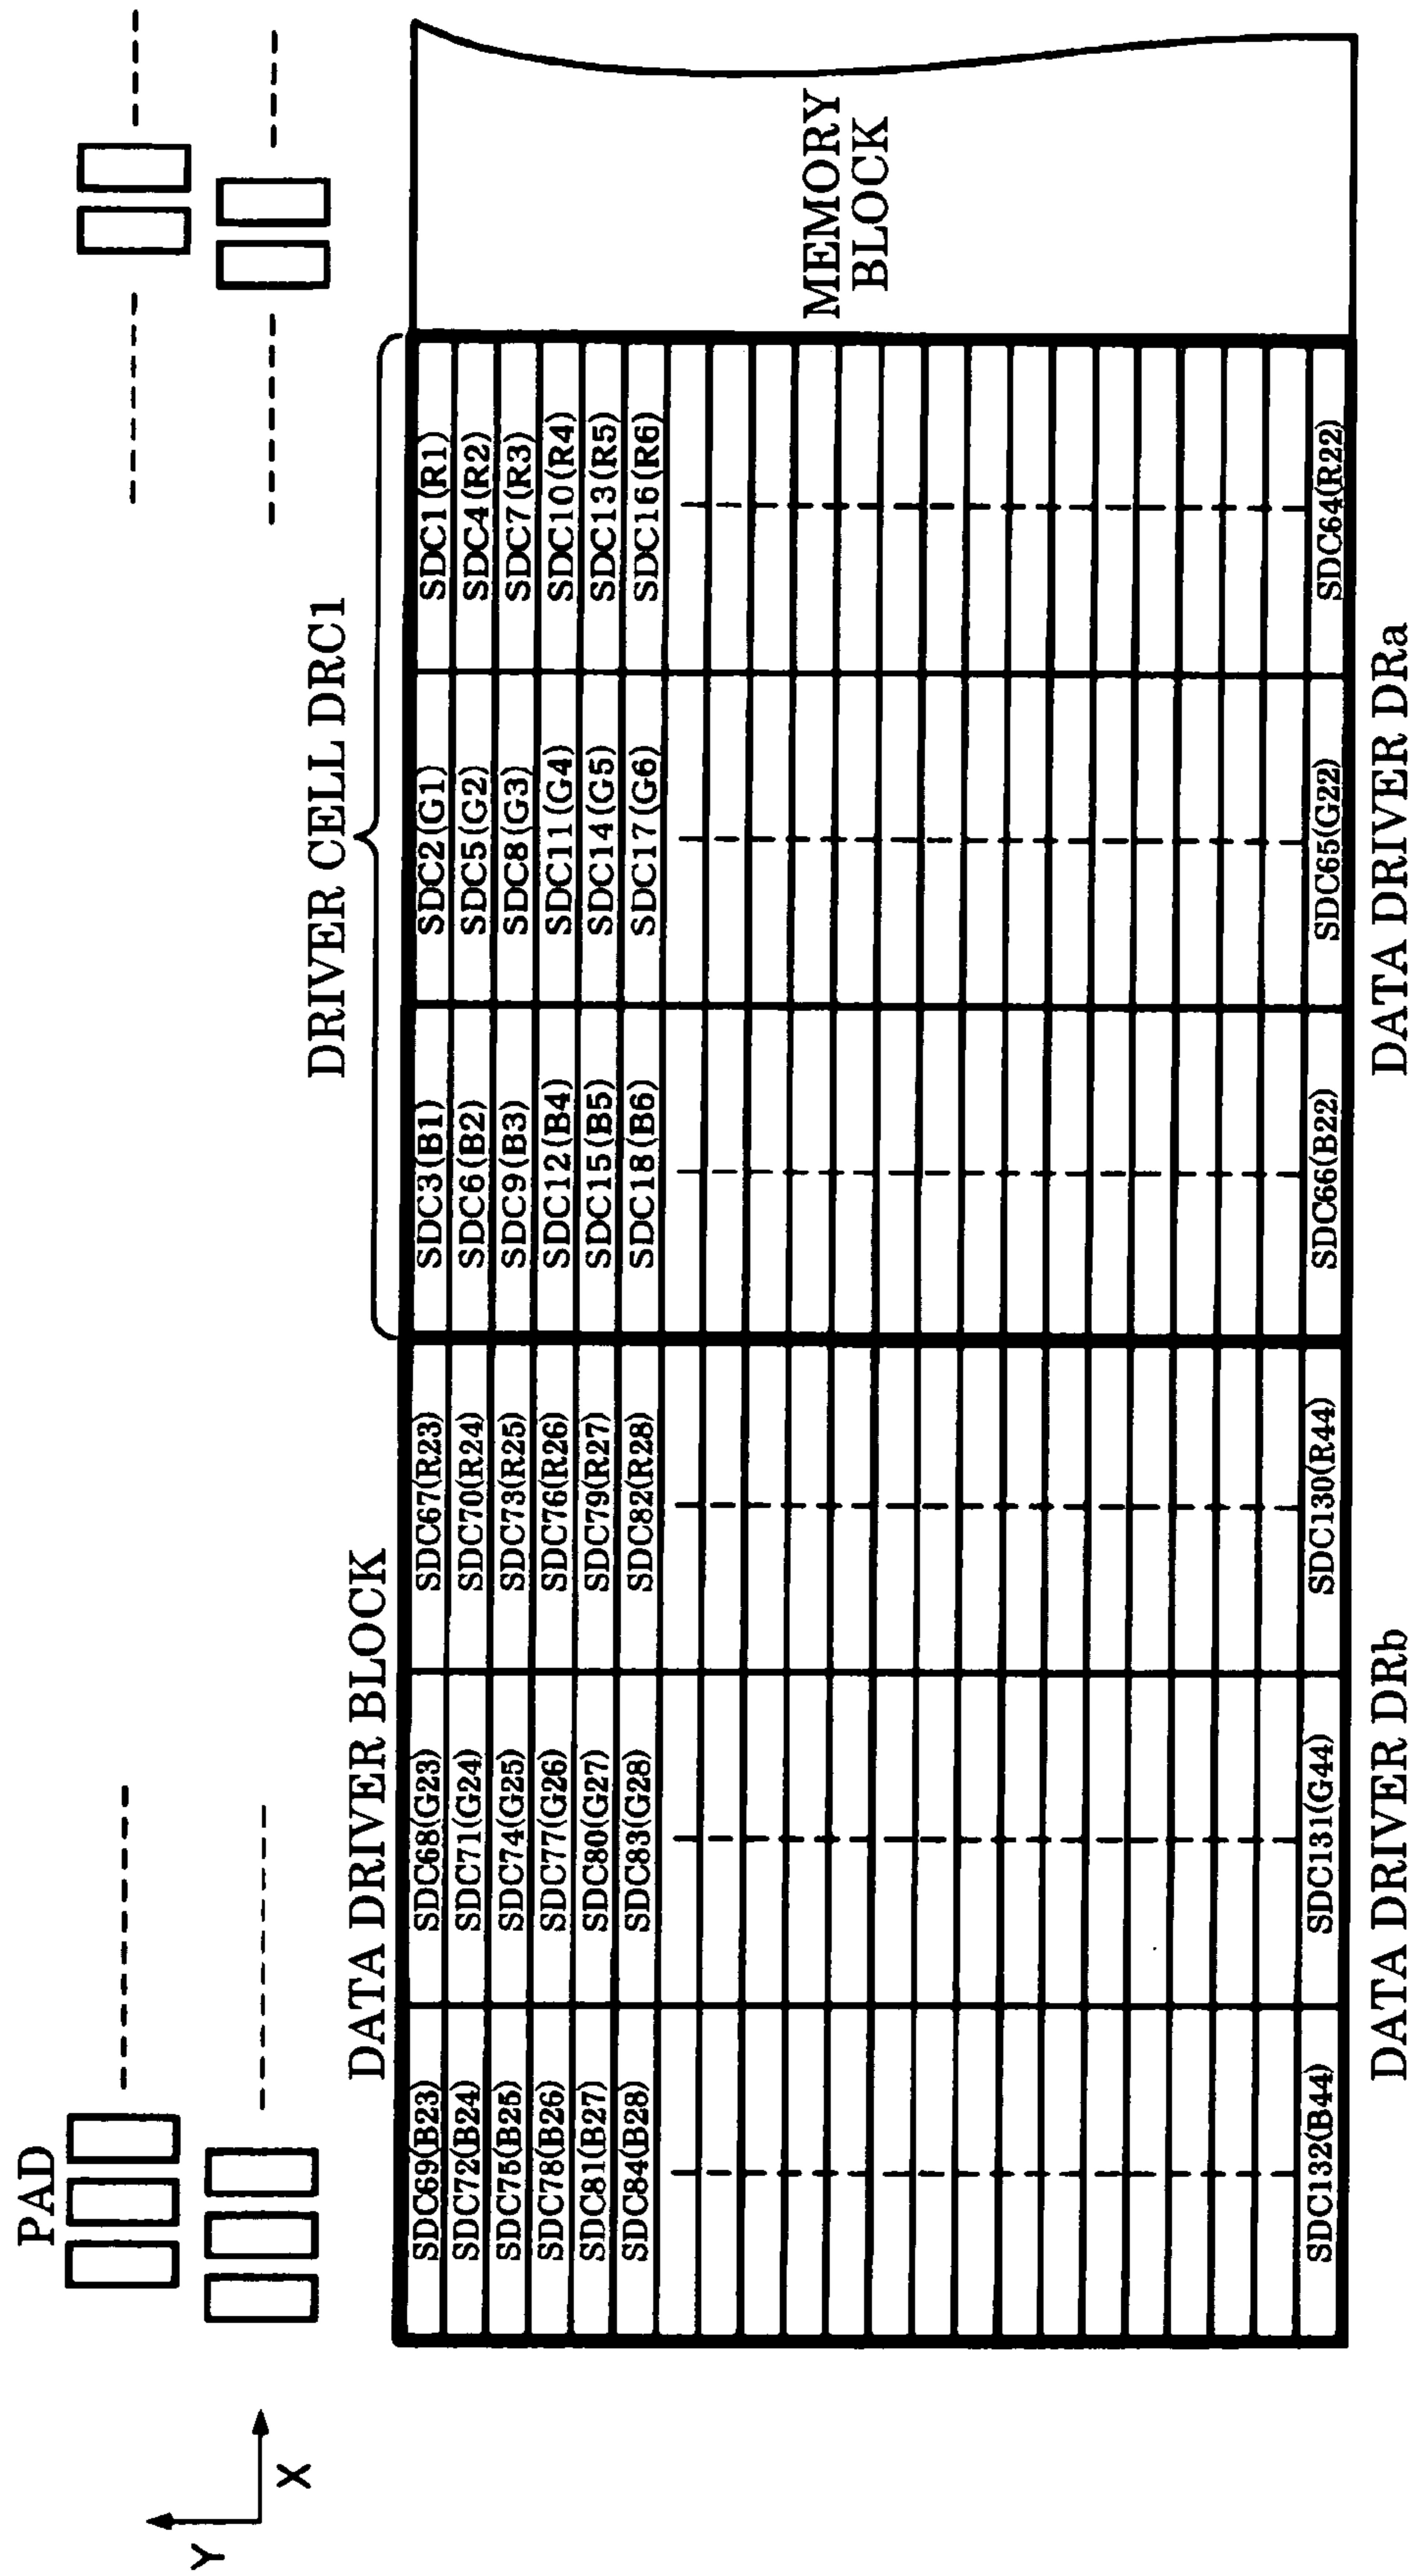 PAD
Y
X
DRIVER CELL DRC1
DATA DRIVER BLOCK
SDC69(B23) SDC68(G23) SDC67(R23) SDC3(B1) SDC2(G1) SDC1(R1)
SDC72(B24) SDC71(G24) SDC70(R24) SDC6(B2) SDC5(G2) SDC4(R2)
SDC75(B25) SDC74(G25) SDC73(R25) SDC9(B3) SDC8(G3) SDC7(R3)
SDC78(B26) SDC77(G26) SDC76(R26) SDC12(B4) SDC11(G4) SDC10(R4)
SDC81(B27) SDC80(G27) SDC79(R27) SDC15(B5) SDC14(G5) SDC13(R5)
SDC84(B28) SDC83(G28) SDC82(R28) SDC18(B6) SDC17(G6) SDC16(R6)
MEMORY
BLOCK
SDC132(B44) SDC131(G44) SDC130(R44) SDC66(B22) SDC65(G22) SDC64(R22)
DATA DRIVER DRb DATA DRIVER DRa